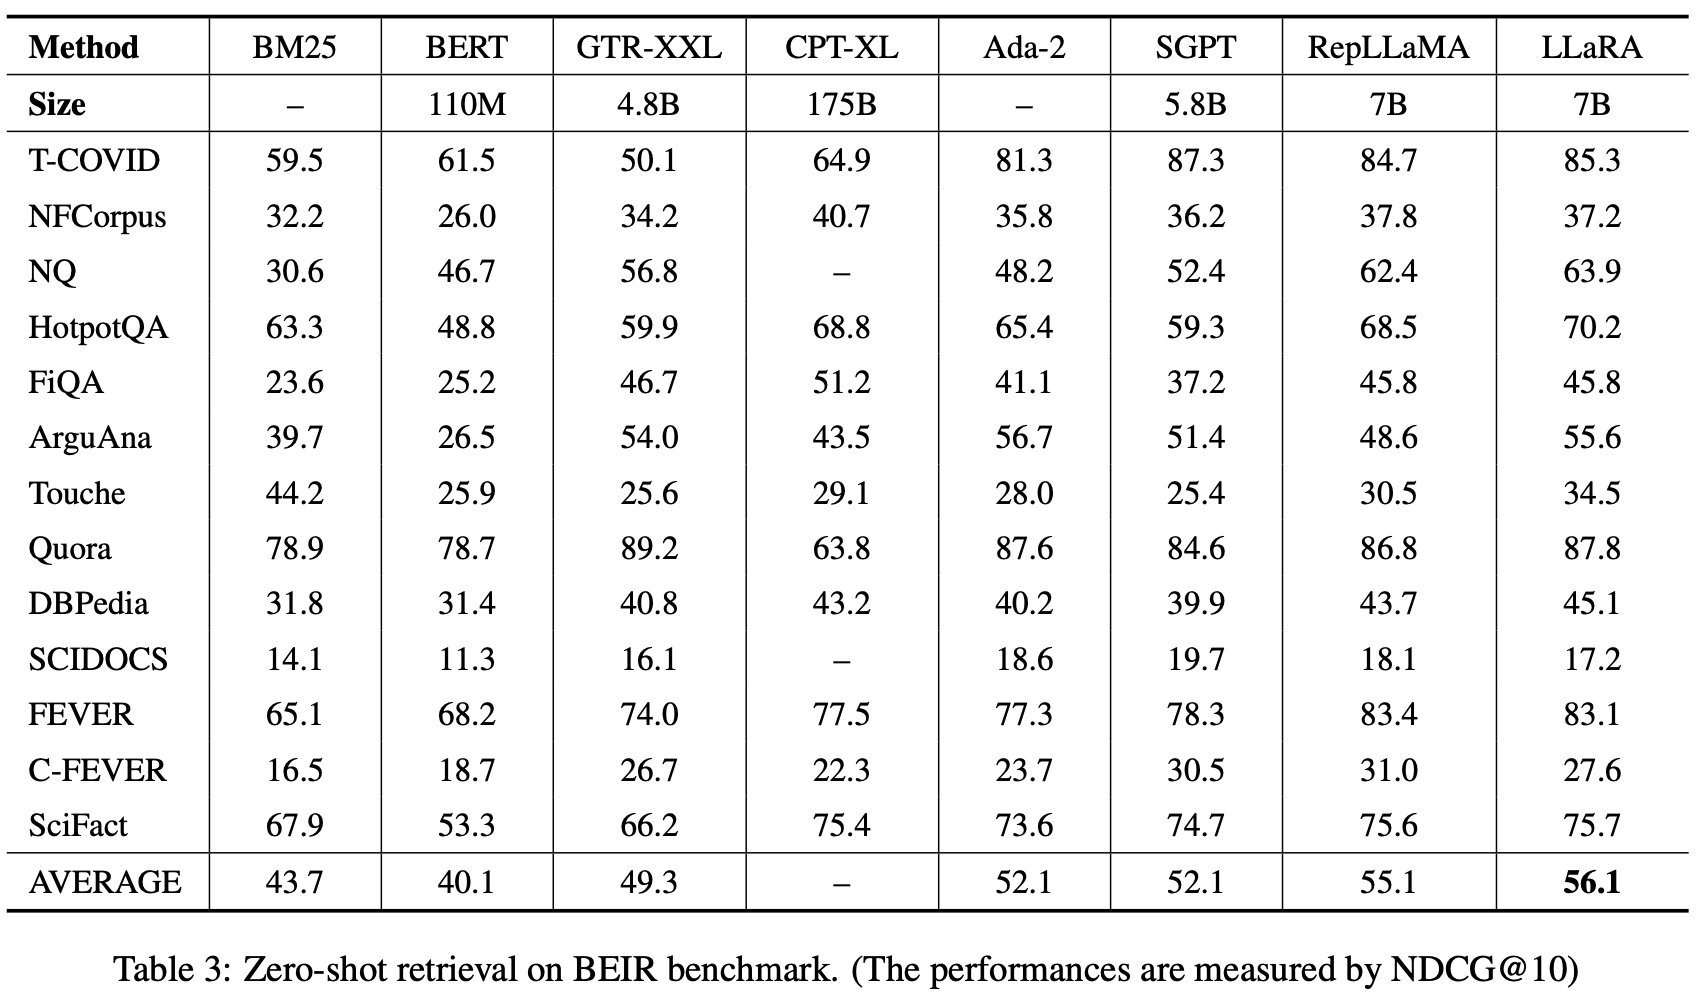 Method BM25 BERT GTR-XXL CPT-XL Ada-2 SGPT RepLLaMA LLaRA
Size – 110M 4.8B 175B – 5.8B 7B 7B
T-COVID 59.5 61.5 50.1 64.9 81.3 87.3 84.7 85.3
NFCorpus 32.2 26.0 34.2 40.7 35.8 36.2 37.8 37.2
NQ 30.6 46.7 56.8 – 48.2 52.4 62.4 63.9
HotpotQA 63.3 48.8 59.9 68.8 65.4 59.3 68.5 70.2
FiQA 23.6 25.2 46.7 51.2 41.1 37.2 45.8 45.8
ArguAna 39.7 26.5 54.0 43.5 56.7 51.4 48.6 55.6
Touche 44.2 25.9 25.6 29.1 28.0 25.4 30.5 34.5
Quora 78.9 78.7 89.2 63.8 87.6 84.6 86.8 87.8
DBPedia 31.8 31.4 40.8 43.2 40.2 39.9 43.7 45.1
SCIDOCS 14.1 11.3 16.1 – 18.6 19.7 18.1 17.2
FEVER 65.1 68.2 74.0 77.5 77.3 78.3 83.4 83.1
C-FEVER 16.5 18.7 26.7 22.3 23.7 30.5 31.0 27.6
SciFact 67.9 53.3 66.2 75.4 73.6 74.7 75.6 75.7
AVERAGE 43.7 40.1 49.3 – 52.1 52.1 55.1 56.1
Table 3: Zero-shot retrieval on BEIR benchmark. (The performances are measured by NDCG@10)